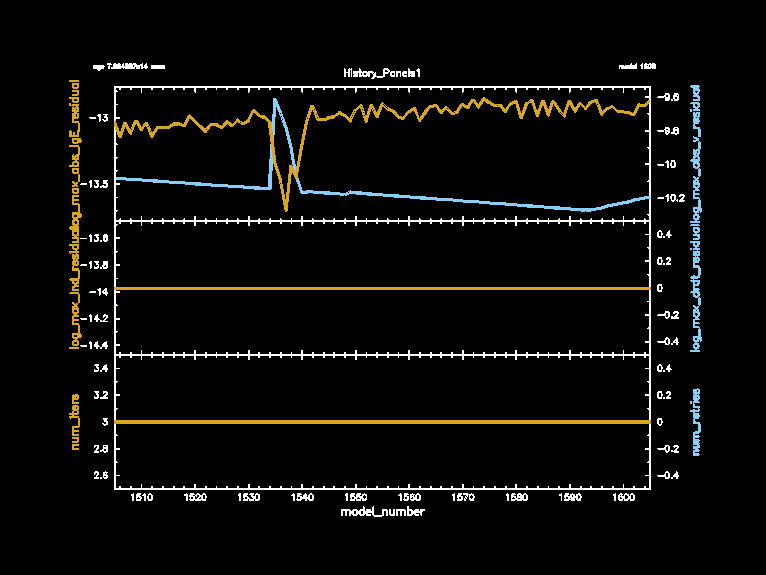 History_Panels1
log_max_abs_lgE_residual
-13
-13.5
-9.6
-9.8
-10
-10.2
log_max_abs_v_residual
log_max_lnd_residual
-13.6
-13.8
-14
-14.2
-14.4
0.4
0.2
0
-0.2
-0.4
log_max_drdt_residual
num_iters
3.4
3.2
3
2.8
2.6
0.4
0.2
0
-0.2
-0.4
num_retries
1510 1520 1530 1540 1550 1560 1570 1580 1590 1600
model_number